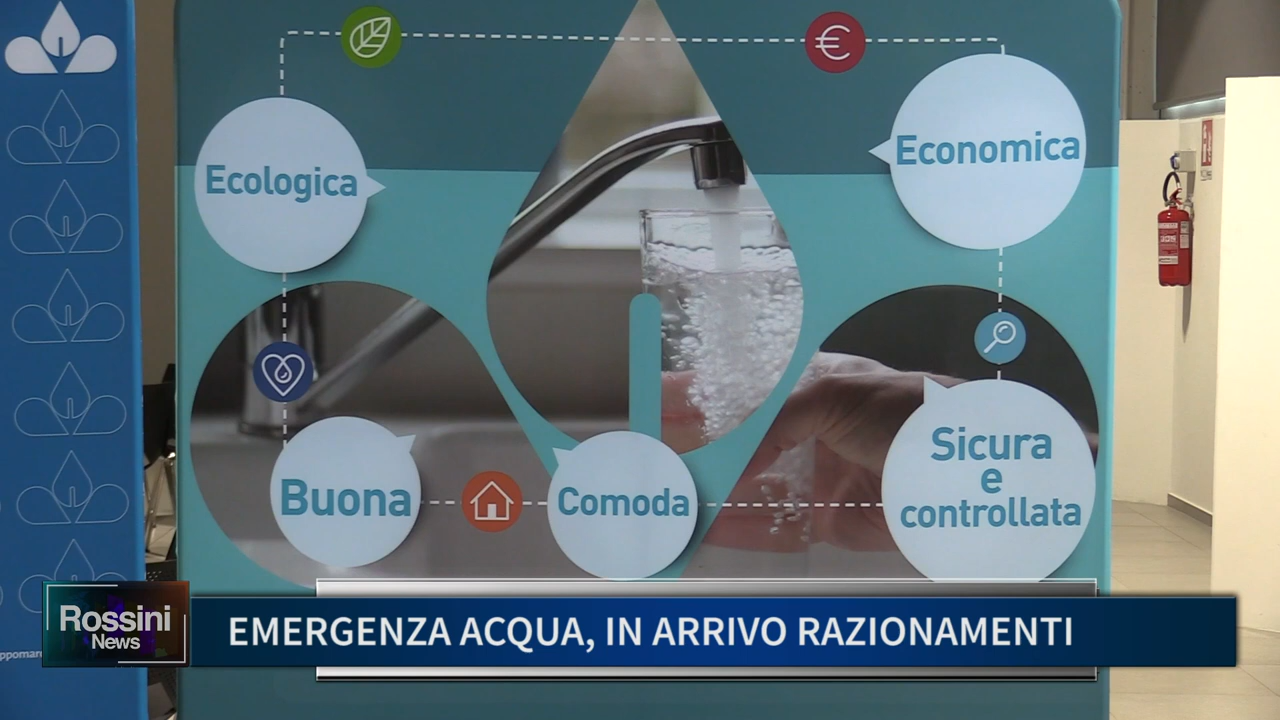 €
Economica
Ecologica
Sicura
e
controllata
Buona
Comoda
Rossini
News
EMERGENZA ACQUA, IN ARRIVO RAZIONAMENTI